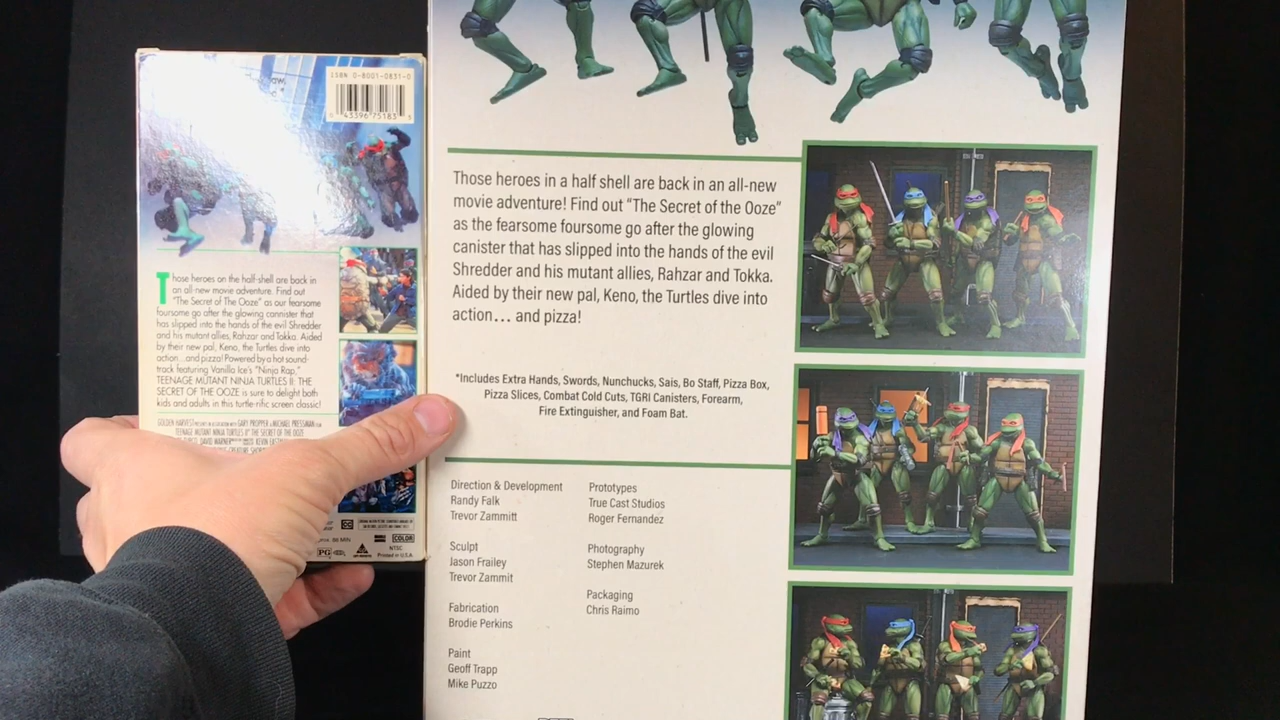 ISBN 0-8001-0831-0
43396 75183
Those heroes on the half-shell are back in
an all-new movie adventure. Find out
"The Secret of The Ooze" as our fearsome
foursome go after the glowing canister that
has slipped into the hands of the evil Shredder
and his mutant allies, Rahzar and Tokka. Aided
by their new pal, Keno, the Turtles dive into
action...and pizza! Powered by a hot sound-
track featuring Vanilla Ice's "Ninja Rap,"
TEENAGE MUTANT NINJA TURTLES II: THE
SECRET OF THE OOZE is sure to delight both
kids and adults in this turtle-rific screen classic!
PG
COLOR
NTSC
Printed in U.S.A.
Those heroes in a half shell are back in an all-new
movie adventure! Find out “The Secret of the Ooze”
as the fearsome foursome go after the glowing
canister that has slipped into the hands of the evil
Shredder and his mutant allies, Rahzar and Tokka.
Aided by their new pal, Keno, the Turtles dive into
action... and pizza!
*Includes Extra Hands, Swords, Nunchucks, Sais, Bo Staff, Pizza Box,
Pizza Slices, Combat Cold Cuts, TGRI Canisters, Forearm,
Fire Extinguisher, and Foam Bat.
Direction & Development
Randy Falk
Trevor Zammitt
Sculpt
Jason Frailey
Trevor Zammit
Fabrication
Brodie Perkins
Paint
Geoff Trapp
Mike Puzzo
Prototypes
True Cast Studios
Roger Fernandez
Photography
Stephen Mazurek
Packaging
Chris Raimo